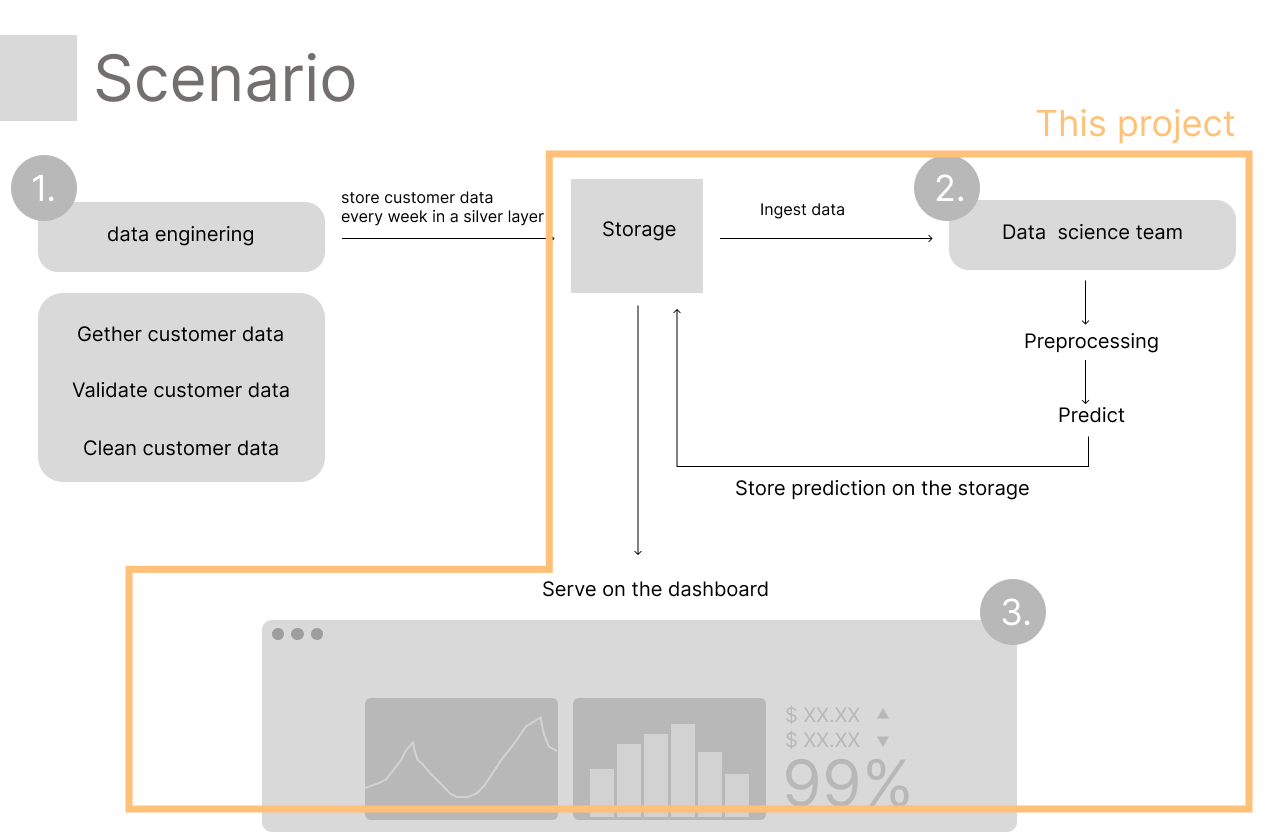 Scenario
This project
1.
data enginering
store customer data
every week in a silver layer
Storage
Ingest data
2.
Data  science team
Gether customer data
Validate customer data
Clean customer data
Preprocessing
Predict
Store prediction on the storage
Serve on the dashboard
3.
$ XX.XX ▲
$ XX.XX ▼
99%